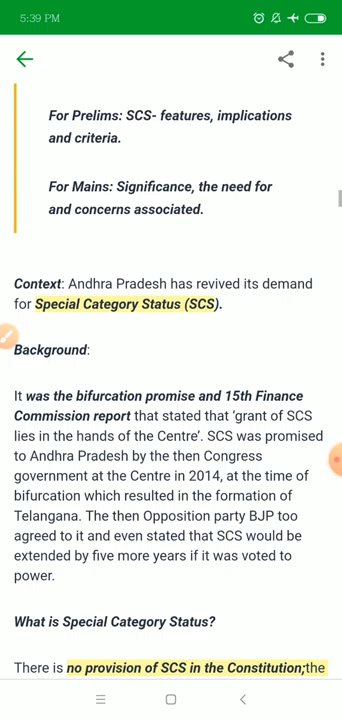 5:39 PM
For Prelims: SCS- features, implications
and criteria.
For Mains: Significance, the need for
and concerns associated.
Context: Andhra Pradesh has revived its demand
for Special Category Status (SCS).
Background:
It was the bifurcation promise and 15th Finance
Commission report that stated that ‘grant of SCS
lies in the hands of the Centre’. SCS was promised
to Andhra Pradesh by the then Congress
government at the Centre in 2014, at the time of
bifurcation which resulted in the formation of
Telangana. The then Opposition party BJP too
agreed to it and even stated that SCS would be
extended by five more years if it was voted to
power.
What is Special Category Status?
There is no provision of SCS in the Constitution;the